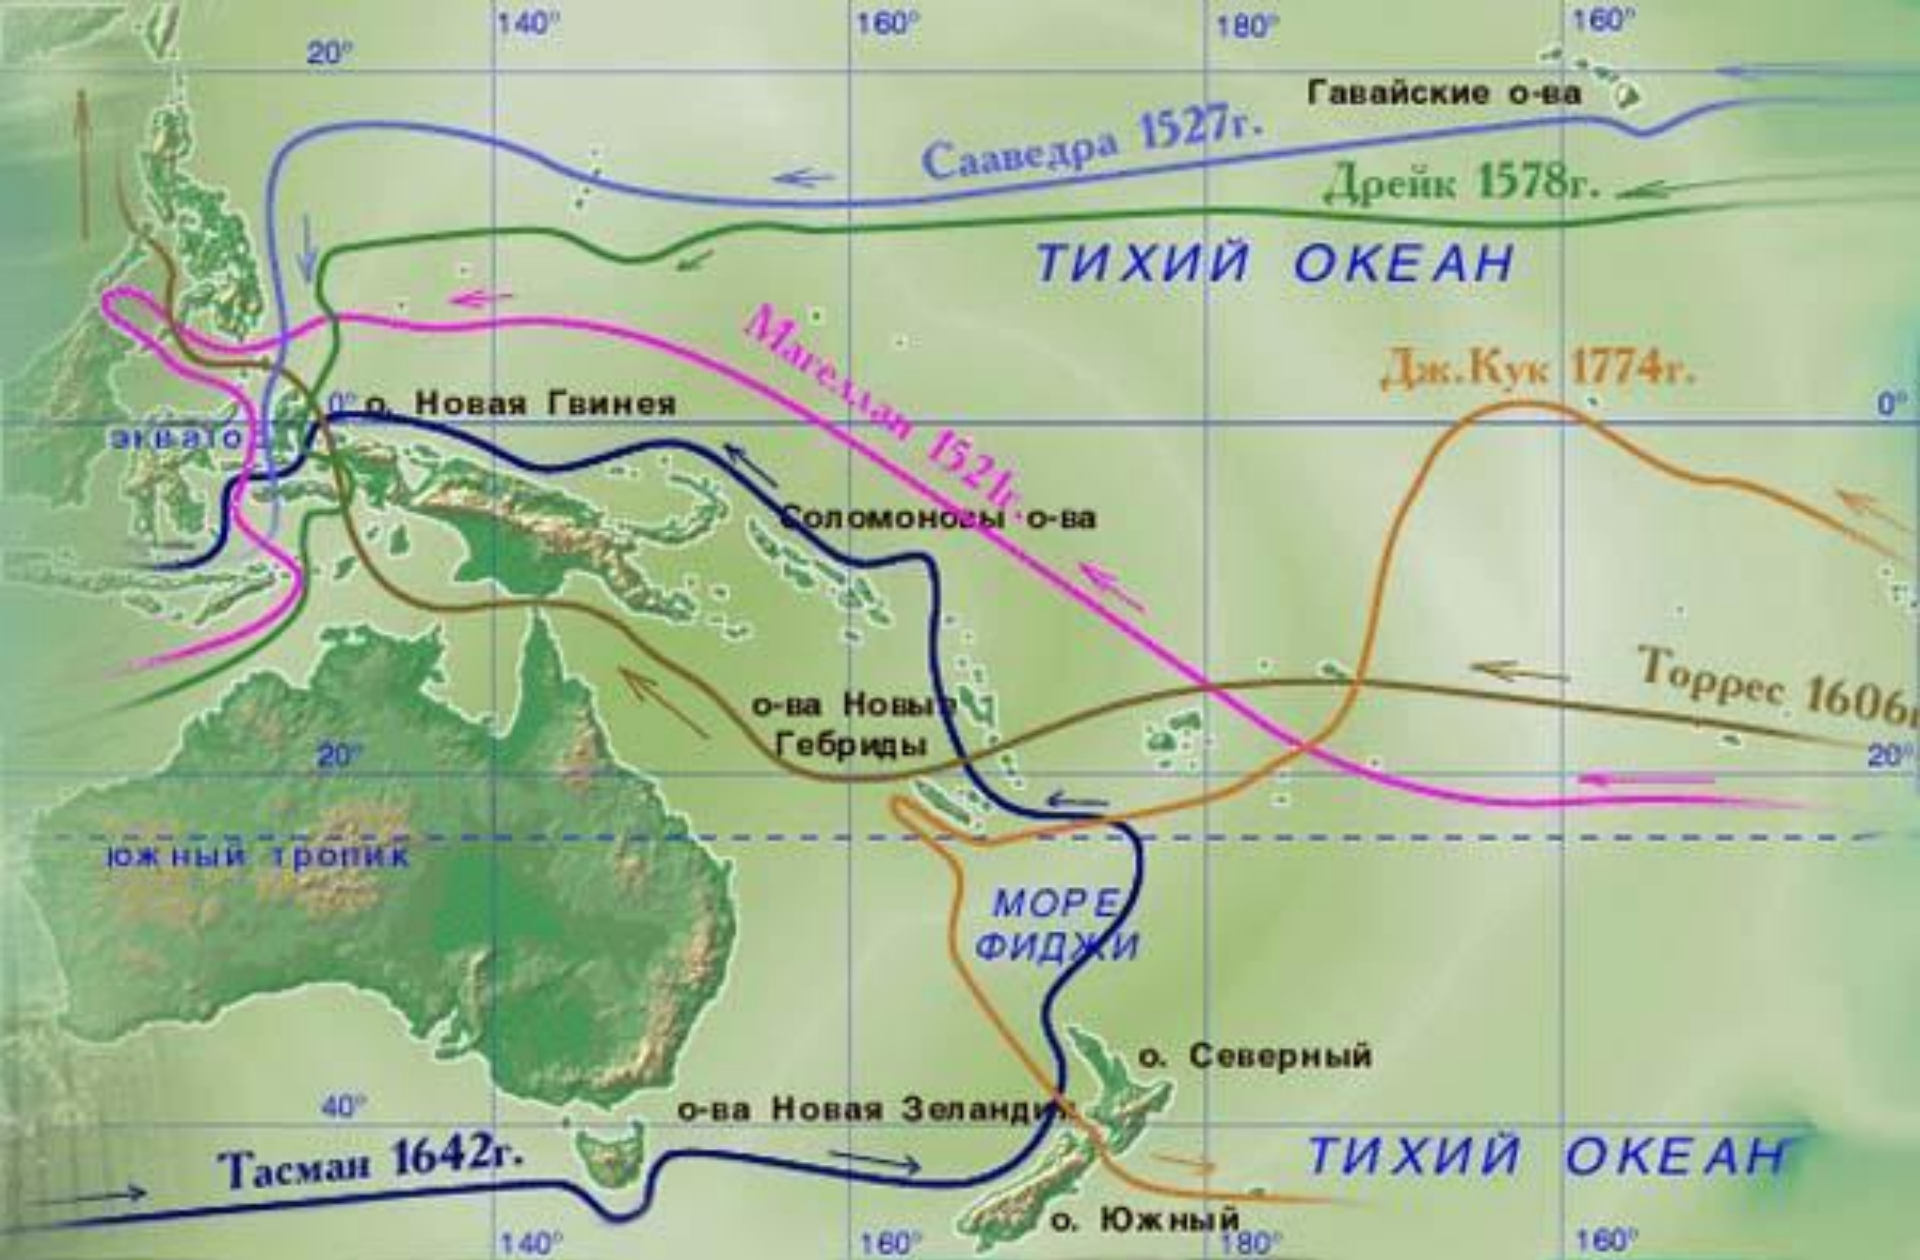 140°
160°
180°
160°
20°
Гавайские о-ва
Сааведра 1527г.
Дрейк 1578г.
ТИХИЙ ОКЕАН
Магеллан 1521г.
Дж.Кук 1774г.
0°
о. Новая Гвинея
0°
эквато
Соломоновы о-ва
Торрес 1606г
о-ва Новые
Гебриды
20°
20°
южный тропик
МОРЕ
ФИДЖИ
о. Северный
40°
о-ва Новая Зеландия
Тасман 1642г.
ТИХИЙ ОКЕАН
о. Южный
140°
160°
180°
160°